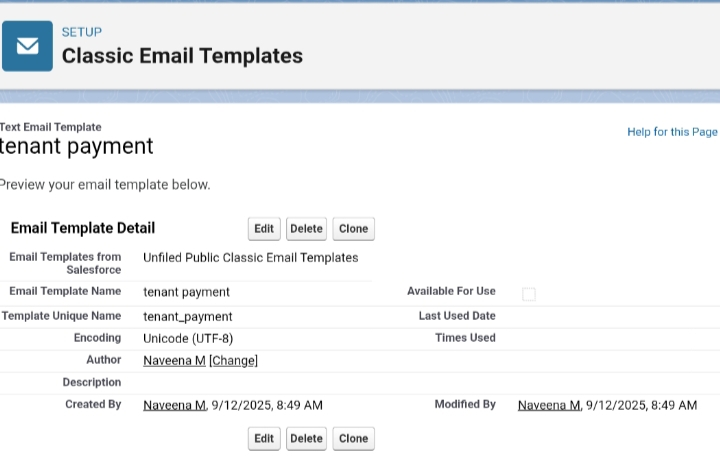 SETUP
Classic Email Templates
Text Email Template
tenant payment
Help for this Page
Preview your email template below.
Email Template Detail
Edit Delete Clone
Email Templates from Salesforce Unfiled Public Classic Email Templates
Email Template Name tenant payment Available For Use
Template Unique Name tenant_payment Last Used Date
Encoding Unicode (UTF-8) Times Used
Author Naveena M [Change]
Description
Created By Naveena M, 9/12/2025, 8:49 AM Modified By Naveena M, 9/12/2025, 8:49 AM
Edit Delete Clone